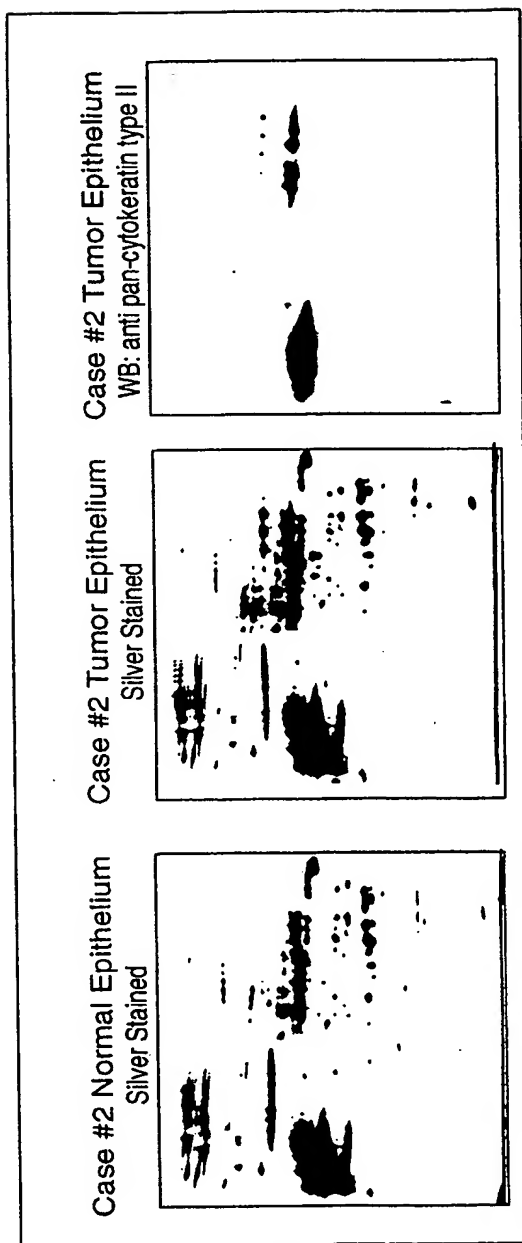 Case #2 Normal Epithelium
Silver Stained
Case #2 Tumor Epithelium
Silver Stained
Case #2 Tumor Epithelium
WB: anti pan-cytokeratin type II